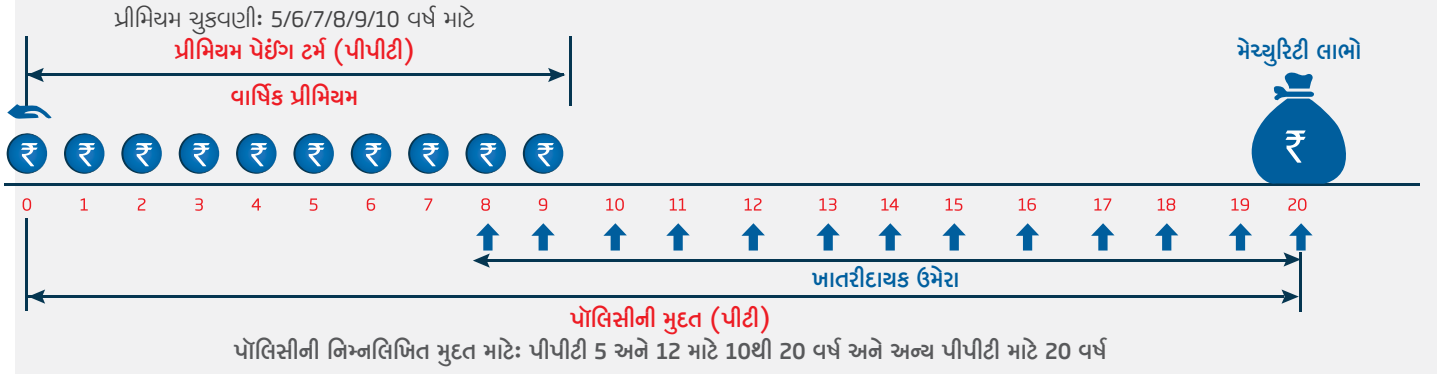 પ્રીમિયમ ચુકવણી: 5/6/7/8/9/10 વર્ષ માટે
પ્રીમિયમ પેઈંગ ટર્મ (પીપીટી)
મેચ્યુરિટી લાભો
વાર્ષિક પ્રીમિયમ
₹ ₹ ₹ ₹ ₹ ₹ ₹ ₹ ₹ ₹ ₹
0 1 2 3 4 5 6 7 8 9 10 11 12 13 14 15 16 17 18 19 20
ખાતરીદાયક ઉમેરા
પૉલિસીની મુદત (પીટી)
પૉલિસીની નિમ્નલિખિત મુદત માટે: પીપીટી 5 અને 12 માટે 10થી 20 વર્ષ અને અન્ય પીપીટી માટે 20 વર્ષ